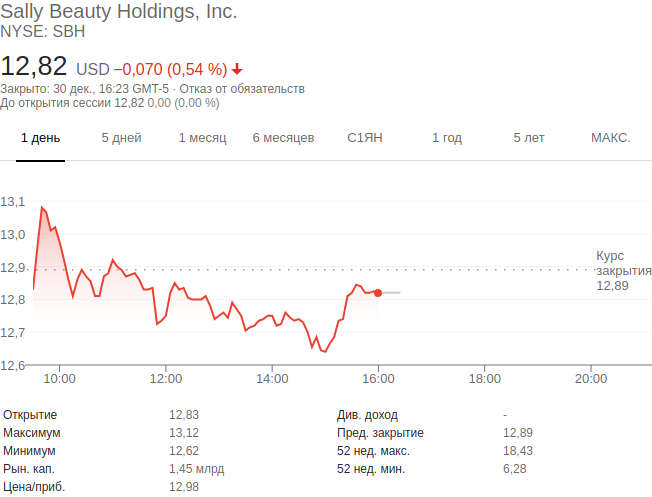 Sally Beauty Holdings, Inc.
NYSE: SBH
12,82 USD −0,070 (0,54 %)
Закрыто: 30 дек., 16:23 GMT-5 · Отказ от обязательств
До открытия сессии 12,82 0,00 (0,00 %)
1 день 5 дней 1 месяц 6 месяцев С1ЯН 1 год 5 лет МАКС.
13,1
13,0
12,9
12,8
12,7
12,6
Курс
закрытия
12,89
10:00 12:00 14:00 16:00 18:00 20:00
Открытие 12,83 Див. доход -
Максимум 13,12 Пред. закрытие 12,89
Минимум 12,62 52 нед. макс. 18,43
Рын. кап. 1,45 млрд 52 нед. мин. 6,28
Цена/приб. 12,98